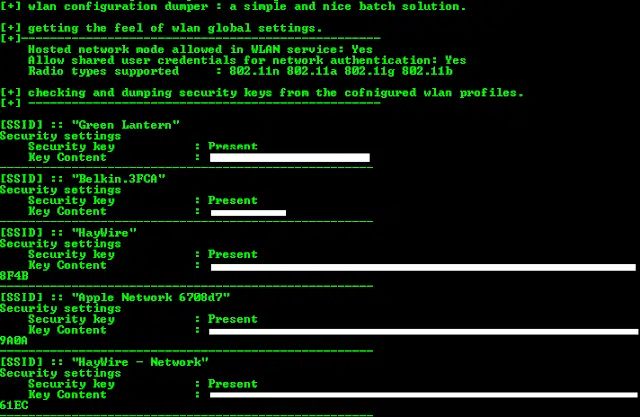 [+] wlan configuration dumper : a simple and nice batch solution.
[+] getting the feel of wlan global settings.
[+]-------------------------------------------------
Hosted network mode allowed in WLAN service: Yes
Allow shared user credentials for network authentication: Yes
Radio types supported : 802.11n 802.11a 802.11g 802.11b
[+] checking and dumping security keys from the cofnigured wlan profiles.
[+] ------------------------------------------------
[SSID] :: "Green Lantern"
Security settings
Security key : Present
Key Content :
-----------------------------------------------------
[SSID] :: "Belkin.3FCA"
Security settings
Security key : Present
Key Content :
-----------------------------------------------------
[SSID] :: "HayWire"
Security settings
Security key : Present
Key Content :
8F4B
-----------------------------------------------------
[SSID] :: "Apple Network 6708d7"
Security settings
Security key : Present
Key Content :
9A0A
-----------------------------------------------------
[SSID] :: "HayWire - Network"
Security settings
Security key : Present
Key Content :
61EC
-----------------------------------------------------